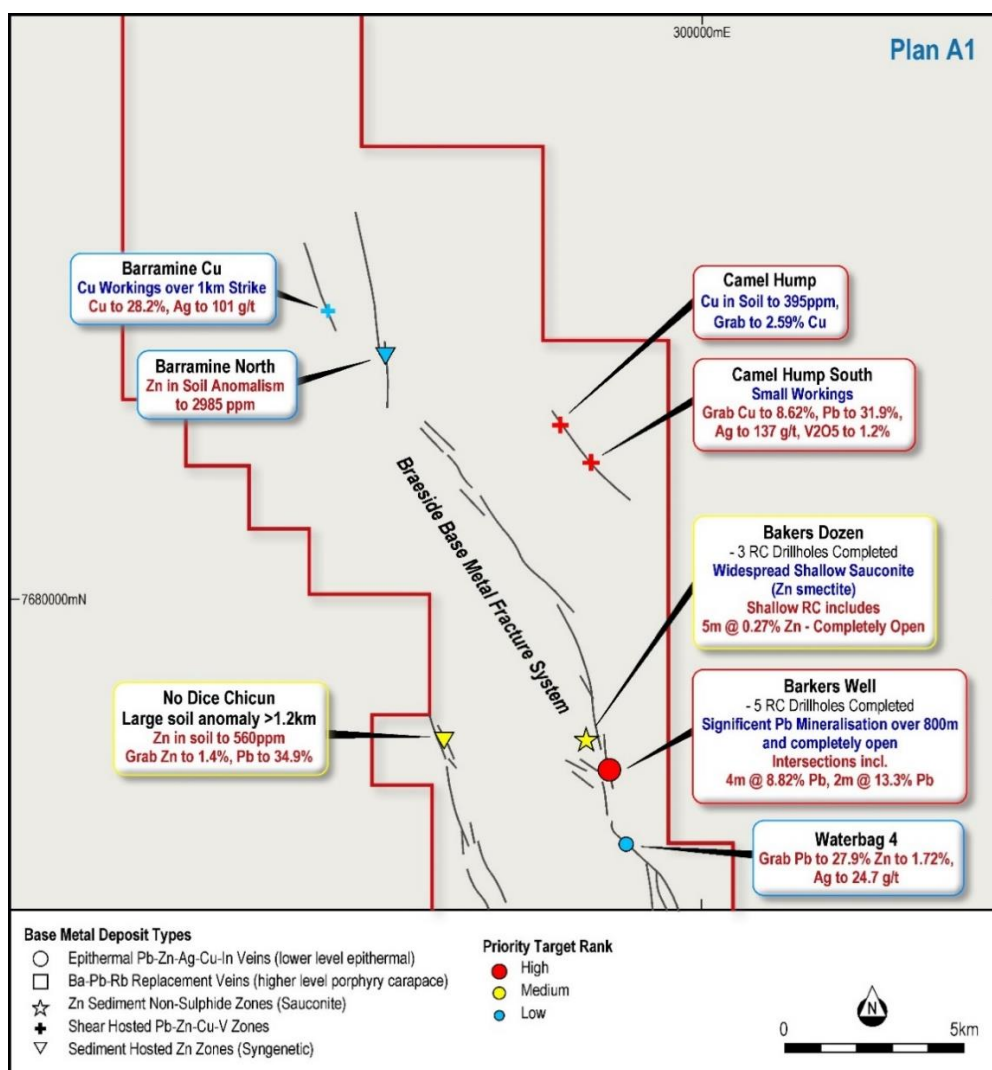 300000mE
Plan A1
Barramine Cu
Cu Workings over 1km Strike
Cu to 28.2%, Ag to 101 g/t
Barramine North
Zn in Soil Anomalism
to 2985 ppm
Camel Hump
Cu in Soil to 395ppm,
Grab to 2.59% Cu
Camel Hump South
Small Workings
Grab Cu to 8.62%, Pb to 31.9%,
Ag to 137 g/t, V2O5 to 1.2%
Braeside Base Metal Fracture System
Bakers Dozen
- 3 RC Drillholes Completed
Widespread Shallow Sauconite
(Zn smectite)
Shallow RC includes
5m @ 0.27% Zn - Completely Open
7680000mN
No Dice Chicun
Large soil anomaly >1.2km
Zn in soil to 560ppm
Grab Zn to 1.4%, Pb to 34.9%
Barkers Well
- 5 RC Drillholes Completed
Significant Pb Mineralisation over 800m
and completely open
Intersections incl.
4m @ 8.82% Pb, 2m @ 13.3% Pb
Waterbag 4
Grab Pb to 27.9% Zn to 1.72%,
Ag to 24.7 g/t
Base Metal Deposit Types
Epithermal Pb-Zn-Ag-Cu-In Veins (lower level epithermal)
Ba-Pb-Rb Replacement Veins (higher level porphyry carapace)
Zn Sediment Non-Sulphide Zones (Sauconite)
Shear Hosted Pb-Zn-Cu-V Zones
Sediment Hosted Zn Zones (Syngenetic)
Priority Target Rank
High
Medium
Low
N
0 5km